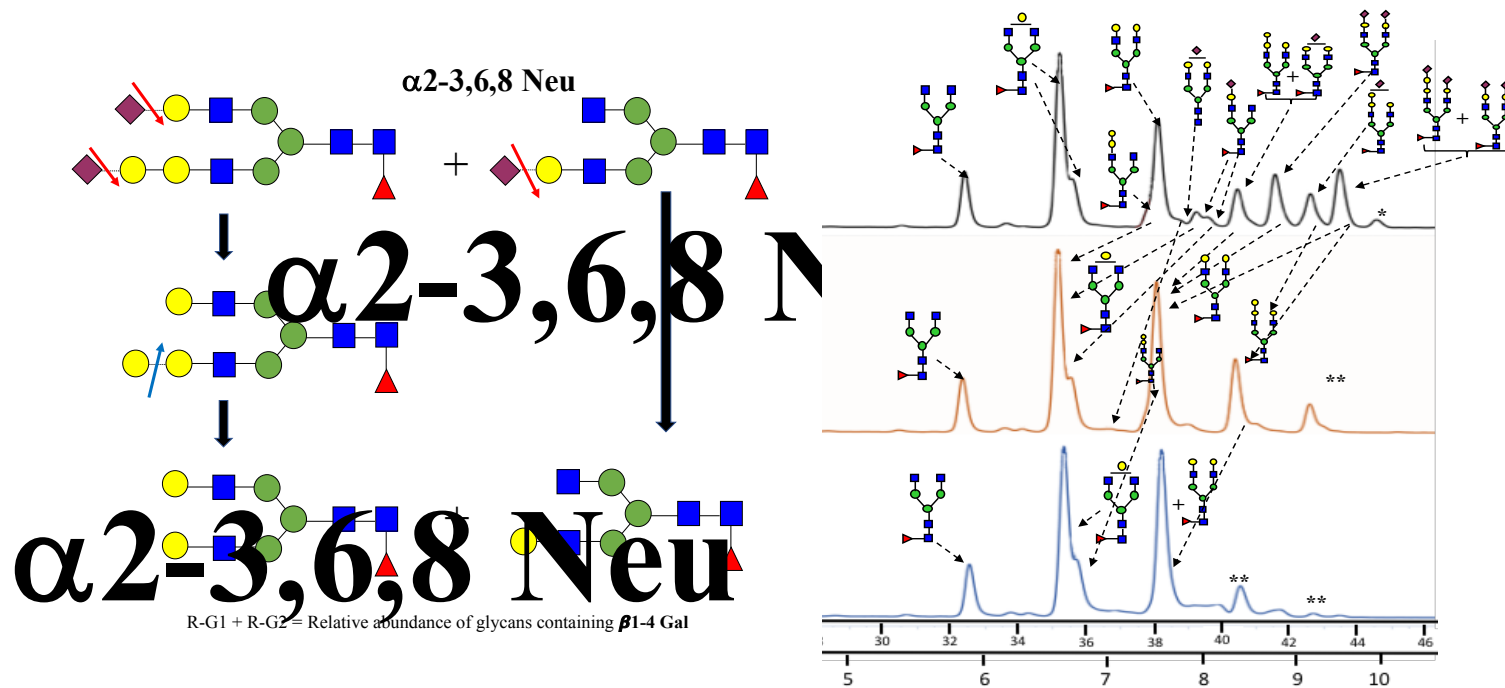 α2-3,6,8 Neu
+
α2-3,6,8 N
α2-3,6,8 Neu
+
R-G1 + R-G2 = Relative abundance of glycans containing β1-4 Gal
+
+
*
**
+
**
**
30 32 34 36 38 40 42 44 46
5 6 7 8 9 10